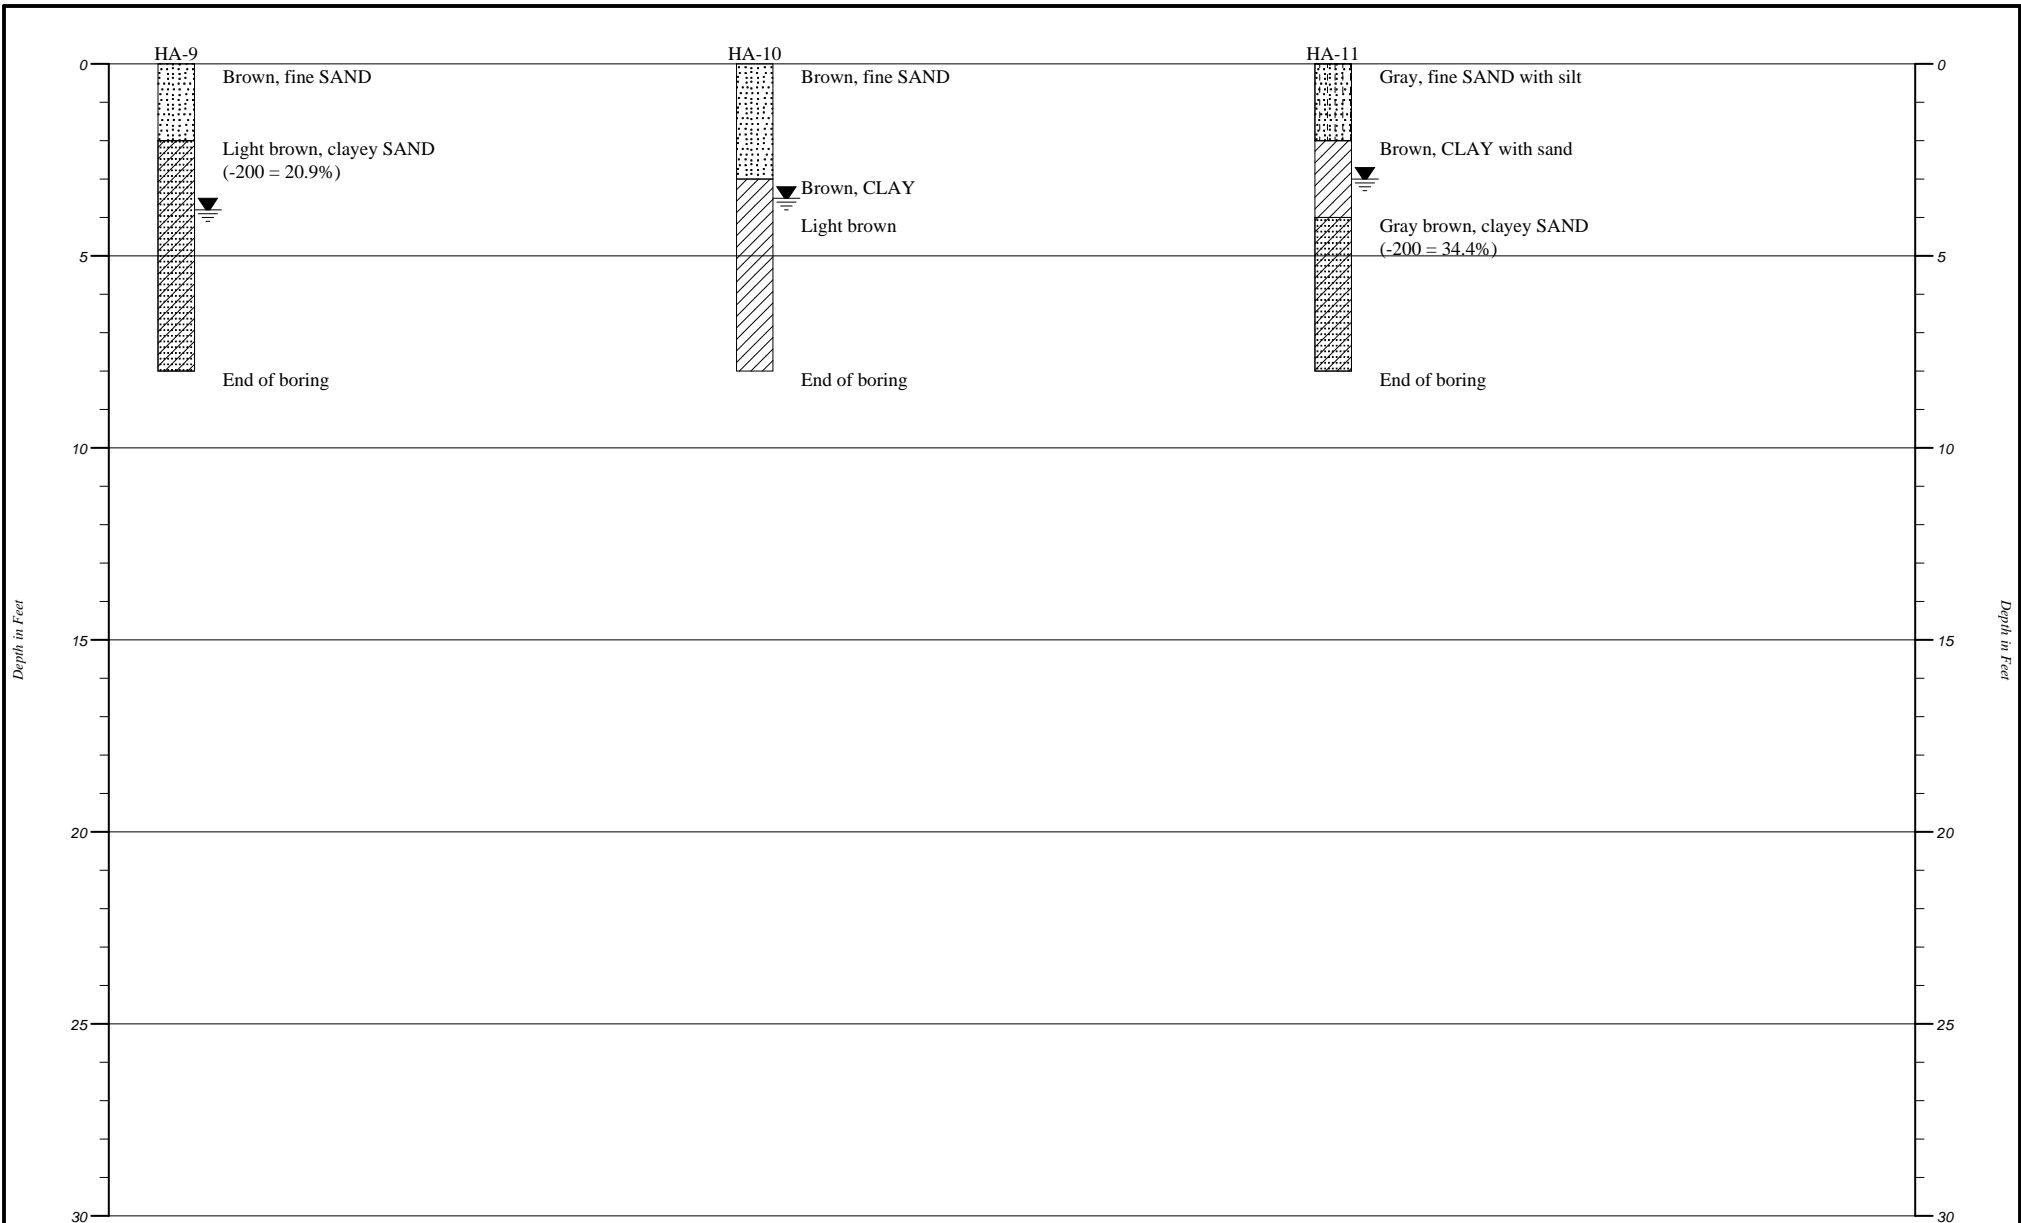 HA-9
HA-10
HA-11
0
0
Brown, fine SAND
Brown, fine SAND
Gray, fine SAND with silt
Light brown, clayey SAND
(-200 = 20.9%)
Brown, CLAY with sand
Brown, CLAY
Light brown
Gray brown, clayey SAND
(-200 = 34.4%)
5
5
End of boring
End of boring
End of boring
10
10
15
15
Depth in Feet
Depth in Feet
20
20
25
25
30
30